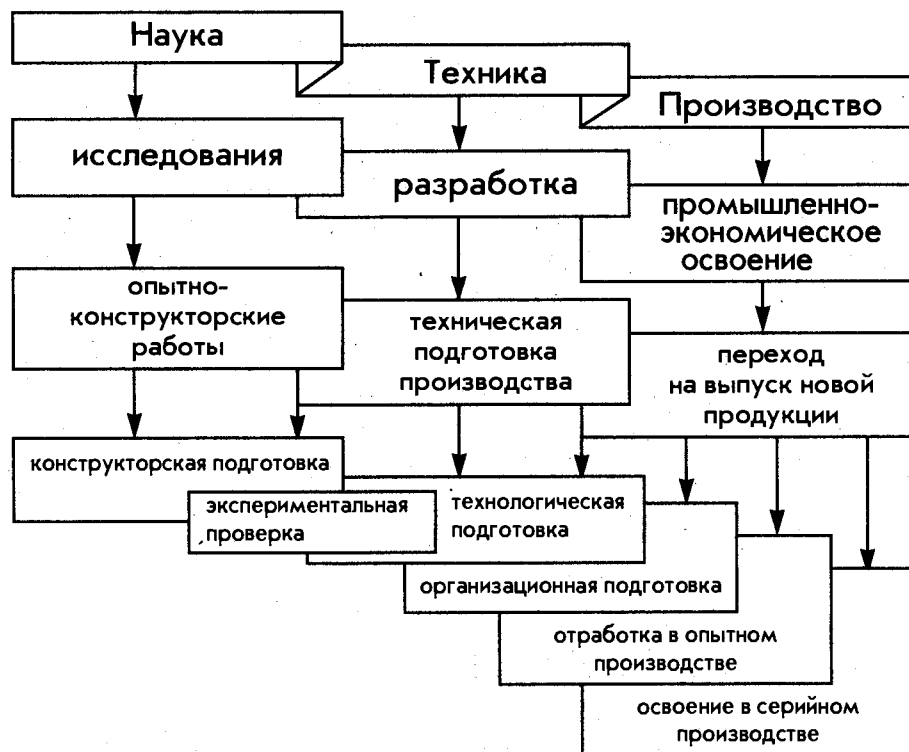 Наука
Техника
Производство
исследования
разработка
промышленно-
экономическое
освоение
опытно-
конструкторские
работы
техническая
подготовка
производства
переход
на выпуск новой
продукции
конструкторская подготовка
экспериментальная
проверка
технологическая
подготовка
организационная подготовка
отработка в опытном
производстве
освоение в серийном
производстве